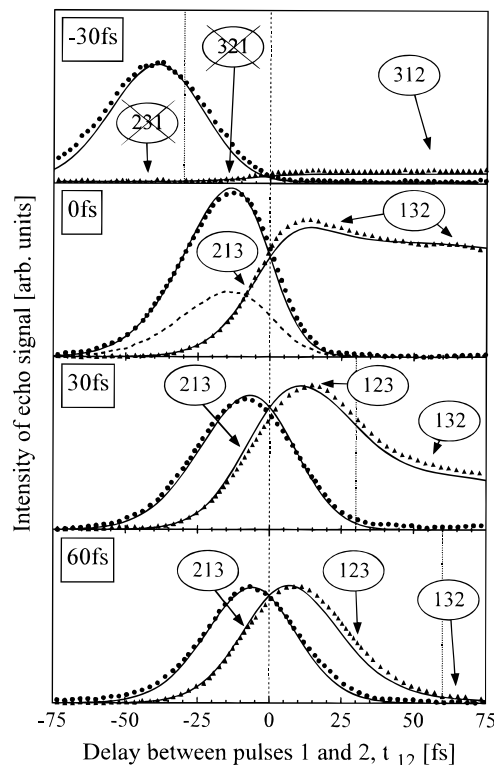 -30fs
321
312
231
0fs
132
213
30fs
213
123
132
60fs
213
123
132
-75 -50 -25 0 25 50 75
Delay between pulses 1 and 2, t 12 [fs]
Intensity of echo signal [arb. units]